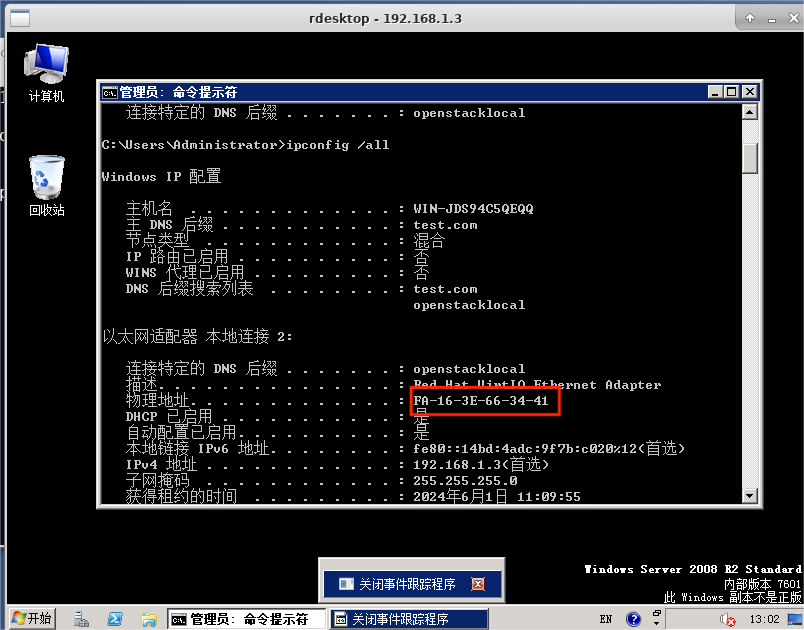 rdesktop - 192.168.1.3
计算机
回收站
管理员: 命令提示符
连接特定的 DNS 后缀 . . . . . . . : openstacklocal
C:\Users\Administrator>ipconfig /all
Windows IP 配置
主机名 . . . . . . . . . . . . . : WIN-JDS94C5QEQQ
主 DNS 后缀 . . . . . . . . . . . : test.com
节点类型 . . . . . . . . . . . . : 混合
IP 路由已启用 . . . . . . . . . . : 否
WINS 代理已启用 . . . . . . . . . : 否
DNS 后缀搜索列表 . . . . . . . . : test.com
openstacklocal
以太网适配器 本地连接 2:
连接特定的 DNS 后缀 . . . . . . . : openstacklocal
描述. . . . . . . . . . . . . . . : Red Hat VirtIO Ethernet Adapter
物理地址. . . . . . . . . . . . . : FA-16-3E-66-34-41
DHCP 已启用 . . . . . . . . . . . : 是
自动配置已启用. . . . . . . . . . : 是
本地链接 IPv6 地址. . . . . . . . : fe80::14bd:4adc:9f7b:c020%12(首选)
IPv4 地址 . . . . . . . . . . . . : 192.168.1.3(首选)
子网掩码 . . . . . . . . . . . . : 255.255.255.0
获得租约的时间 . . . . . . . . . : 2024年6月1日 11:09:55
关闭事件跟踪程序
Windows Server 2008 R2 Standard
内部版本 7601
此 Windows 副本不是正版
开始
管理员: 命令提示符
关闭事件跟踪程序
EN
13:02